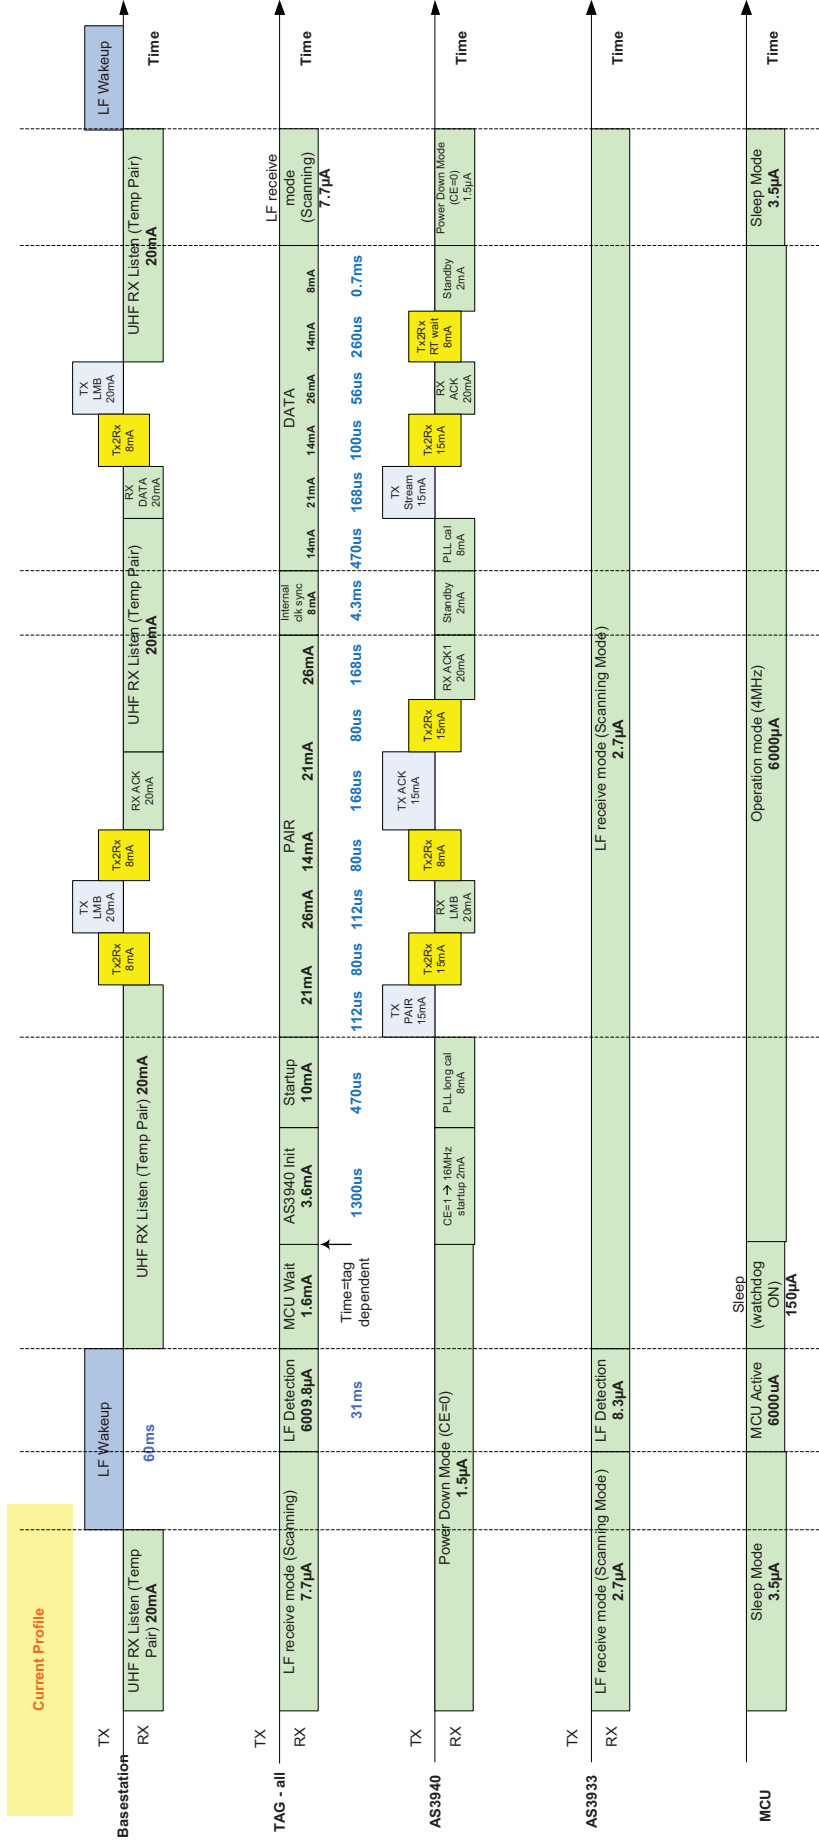 Current Profile
Basestation
TX
RX
UHF RX Listen (Temp
Pair) 20mA
LF Wakeup
60ms
UHF RX Listen (Temp Pair) 20mA
Tx2Rx
8mA
TX
LMB
20mA
Tx2Rx
8mA
RX ACK
20mA
UHF RX Listen (Temp Pair)
20mA
RX
DATA
20mA
Tx2Rx
8mA
TX
LMB
20mA
UHF RX Listen (Temp Pair)
20mA
LF Wakeup
Time
TAG - all
TX
RX
LF receive mode (Scanning)
7.7µA
LF Detection
6009.8µA
31ms
MCU Wait
1.6mA
Time=tag
dependent
AS3940 Init
3.6mA
1300us
Startup
10mA
470us
PAIR
21mA
26mA
14mA
21mA
26mA
112us
80us
112us
80us
168us
80us
168us
Internal
clk sync
8mA
4.3ms
DATA
14mA
21mA
14mA
26mA
14mA
8mA
470us
168us
100us
56us
260us
0.7ms
LF receive
mode
(Scanning)
7.7µA
Time
AS3940
TX
RX
Power Down Mode (CE=0)
1.5µA
CE=1 → 16MHz
startup 2mA
PLL long cal
8mA
TX
PAIR
15mA
Tx2Rx
15mA
RX
LMB
20mA
Tx2Rx
8mA
TX ACK
15mA
Tx2Rx
15mA
RX ACK1
20mA
Standby
2mA
PLL cal
8mA
TX
Stream
15mA
Tx2Rx
15mA
RX
ACK
20mA
Tx2Rx
RT wait
8mA
Standby
2mA
Power Down Mode
(CE=0)
1.5µA
Time
AS3933
TX
RX
LF receive mode (Scanning Mode)
2.7µA
LF Detection
8.3µA
LF receive mode (Scanning Mode)
2.7µA
Time
MCU
Sleep Mode
3.5µA
MCU Active
6000uA
Sleep
(watchdog
ON)
150µA
Operation mode (4MHz)
6000µA
Sleep Mode
3.5µA
Time